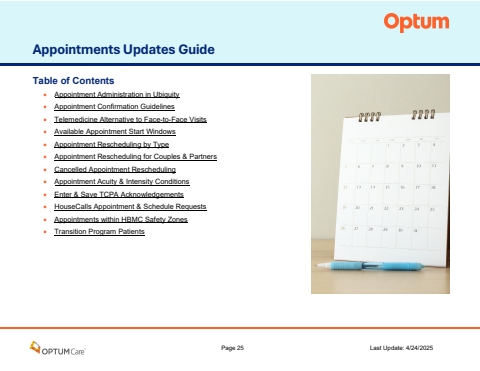 Optum
Appointments Updates Guide
Table of Contents
Appointment Administration in Ubiquity
Appointment Confirmation Guidelines
Telemedicine Alternative to Face-to-Face Visits
Available Appointment Start Windows
Appointment Rescheduling by Type
Appointment Rescheduling for Couples & Partners
Cancelled Appointment Rescheduling
Appointment Acuity & Intensity Conditions
Enter & Save TCPA Acknowledgements
HouseCalls Appointment & Schedule Requests
Appointments within HBMC Safety Zones
Transition Program Patients
OPTUMCare
Page 25
Last Update: 4/24/2025